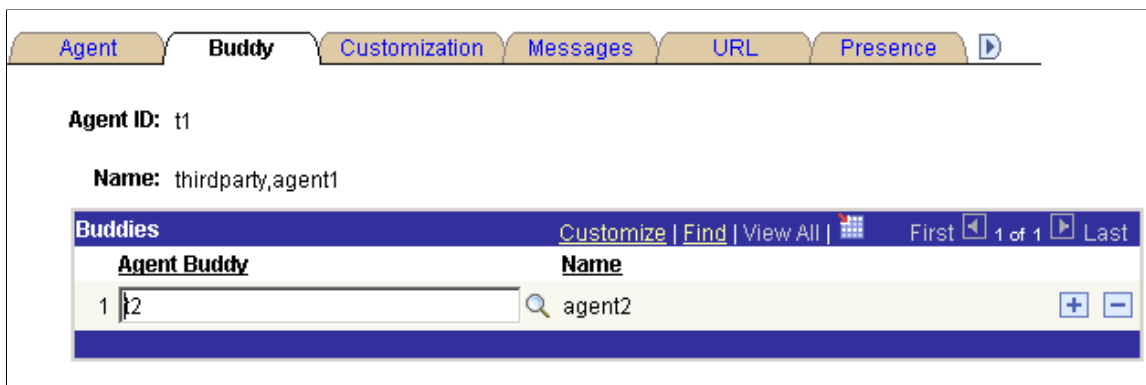 Agent Buddy Customization Messages URL Presence
Agent ID: t1
Name: thirdparty,agent1
Buddies Customize | Find | View All | First 1 of 1 Last
Agent Buddy Name
1 t2 agent2